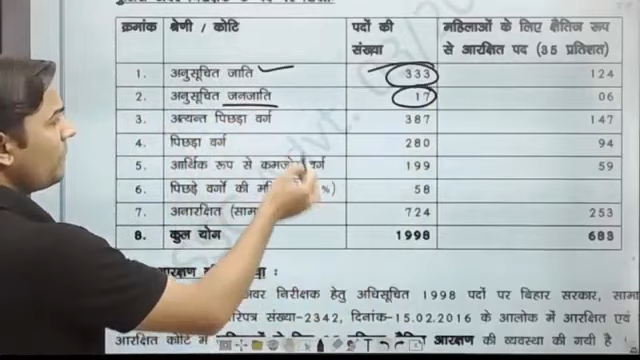 क्रमांक श्रेणी / कोटि पदों की संख्या महिलाओं के लिए क्षैतिज रूप से आरक्षित पद (35 प्रतिशत)
1. अनुसूचित जाति 333 124
2. अनुसूचित जनजाति 17 06
3. अत्यन्त पिछड़ा वर्ग 387 147
4. पिछड़ा वर्ग 280 94
5. आर्थिक रूप से कमजोर वर्ग 199 59
6. पिछड़े वर्गों की %) 58
7. अनारक्षित 724 253
8. कुल योग 1998 683
अवर निरीक्षक हेतु अधिसूचित 1998 पदों पर बिहार सरकार,
संख्या-2342, दिनांक-15.02.2016 के आलोक में आरक्षित एवं
आरक्षित कोटि में आरक्षण की व्यवस्था की गयी है